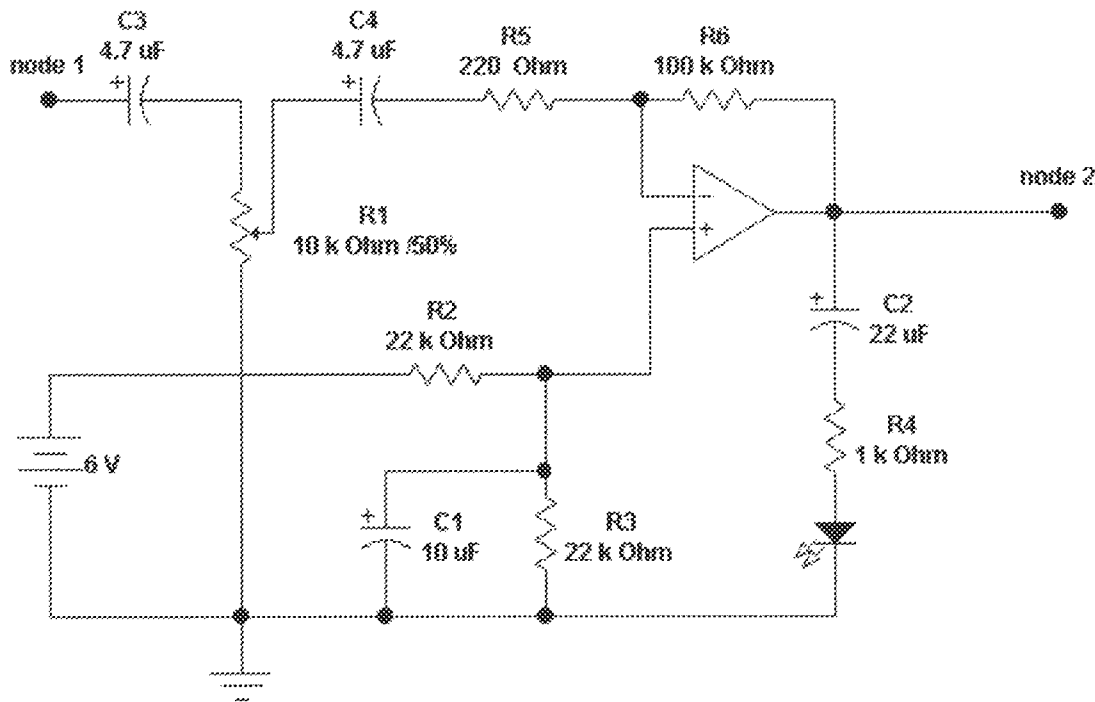 C3
4.7 uF
node 1
C4
4.7 uF
R5
220 Ohm
R6
100 k Ohm
node 2
R1
10 k Ohm /50%
R2
22 k Ohm
C2
22 uF
R4
1 k Ohm
6 V
C1
10 uF
R3
22 k Ohm